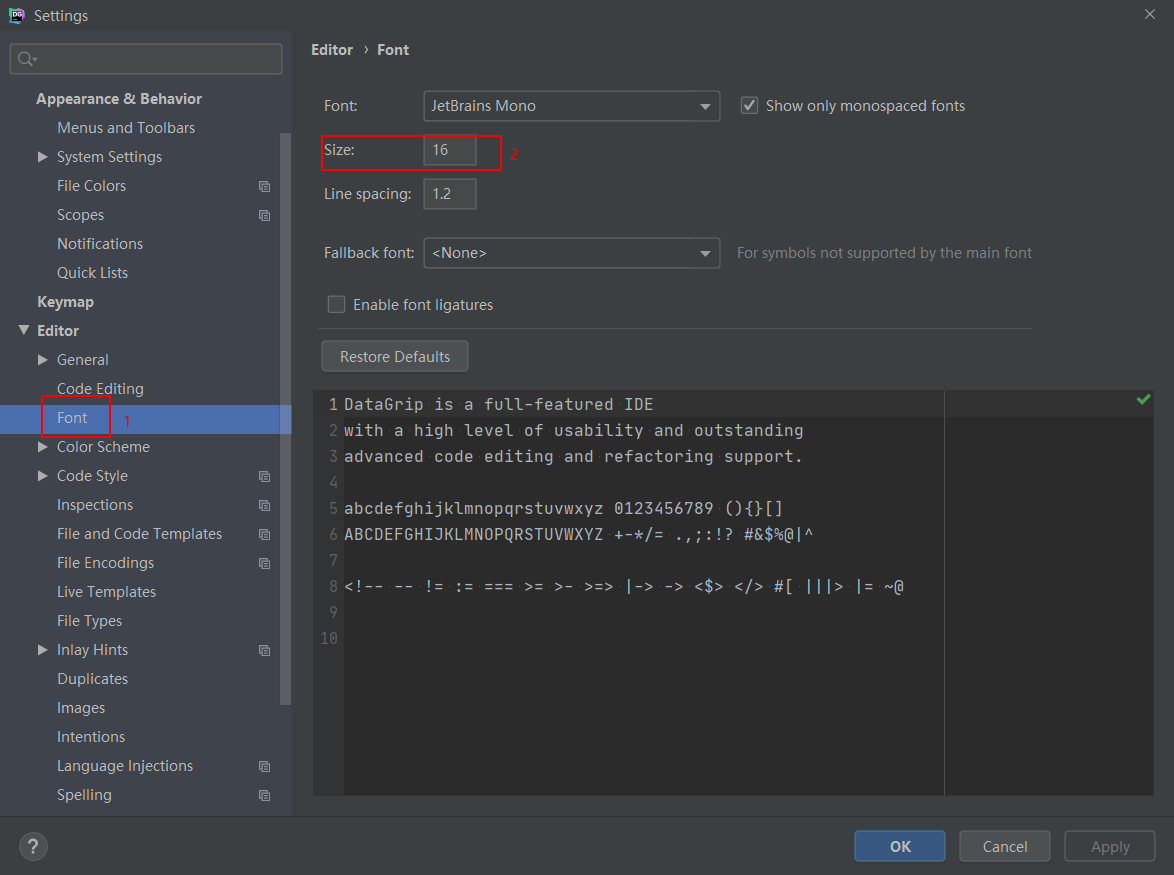 DG
Settings
Appearance & Behavior
Menus and Toolbars
System Settings
File Colors
Scopes
Notifications
Quick Lists
Keymap
Editor
General
Code Editing
Font 1
Color Scheme
Code Style
Inspections
File and Code Templates
File Encodings
Live Templates
File Types
Inlay Hints
Duplicates
Images
Intentions
Language Injections
Spelling
Editor › Font
Font: JetBrains Mono Show only monospaced fonts
Size: 16 2
Line spacing: 1.2
Fallback font: <None> For symbols not supported by the main font
Enable font ligatures
Restore Defaults
1 DataGrip is a full-featured IDE
2 with a high level of usability and outstanding
3 advanced code editing and refactoring support.
4
5 abcdefghijklmnopqrstuvwxyz 0123456789 (){}[]
6 ABCDEFGHIJKLMNOPQRSTUVWXYZ +-*/= .,;:!? #&$%@|^
7
8 <!-- -- != := === >= >- >=> |-> -> <$> </> #[ |||> |= ~@
9
10
?
OK
Cancel
Apply